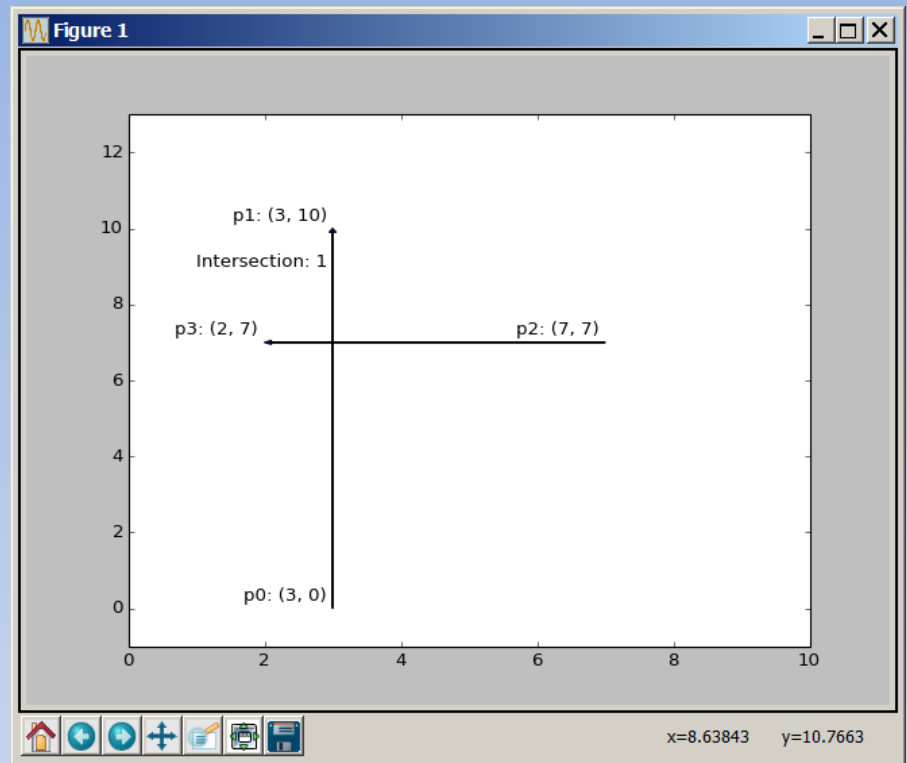 Figure 1
12
p1: (3, 10)
10
Intersection: 1
8
p3: (2, 7)
p2: (7, 7)
6
4
2
p0: (3, 0)
0
0 2 4 6 8 10
x=8.63843 y=10.7663